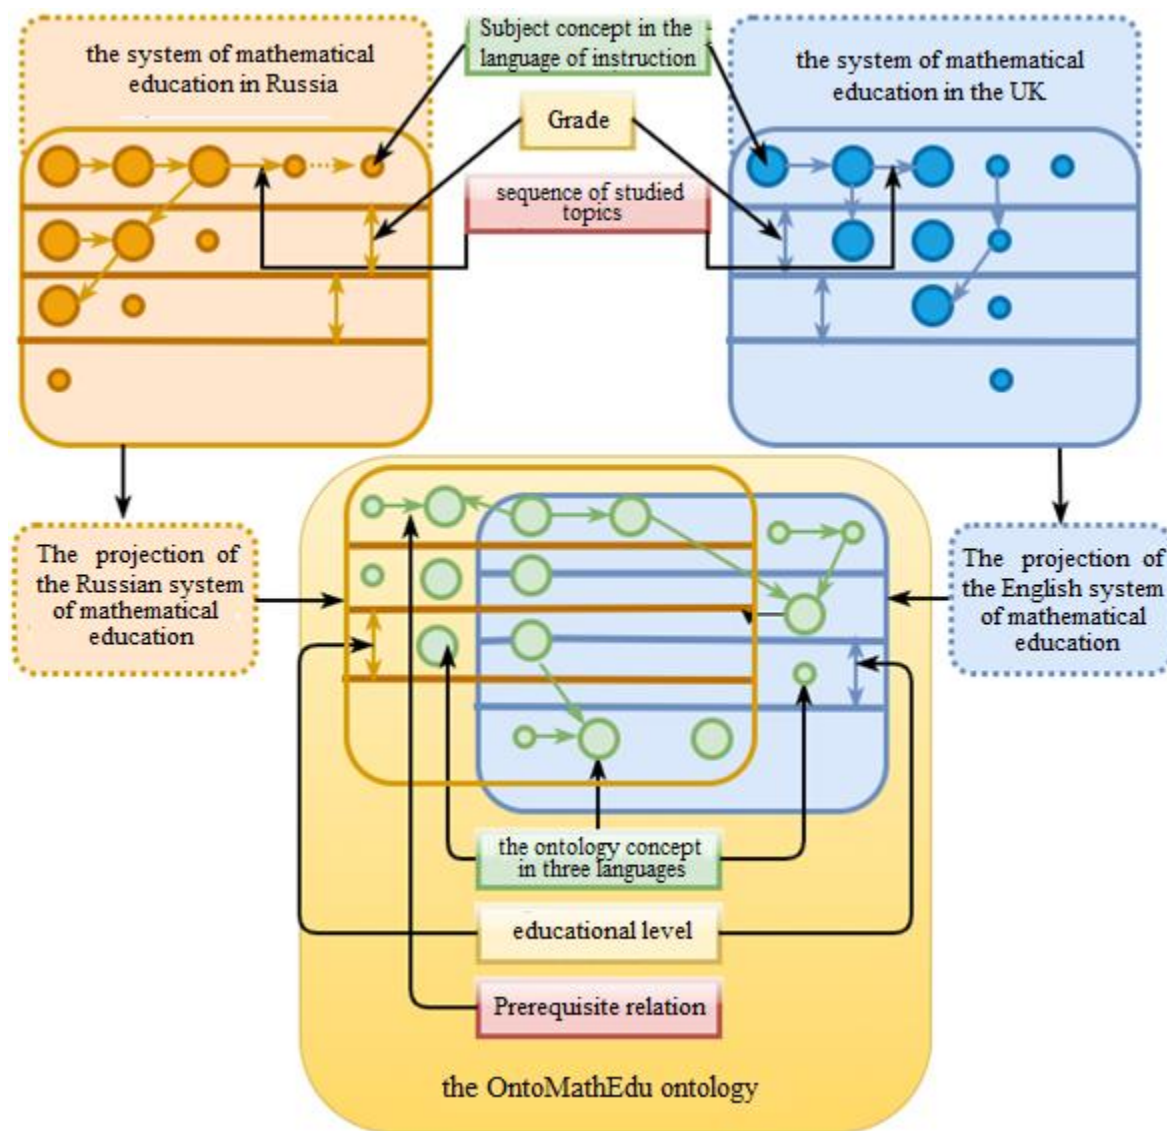 the system of mathematical
education in Russia
Subject concept in the
language of instruction
the system of mathematical
education in the UK
Grade
sequence of studied
topics
The projection of
the Russian system
of mathematical
education
The projection of
the English system
of mathematical
education
the ontology concept
in three languages
educational level
Prerequisite relation
the OntoMathEdu ontology